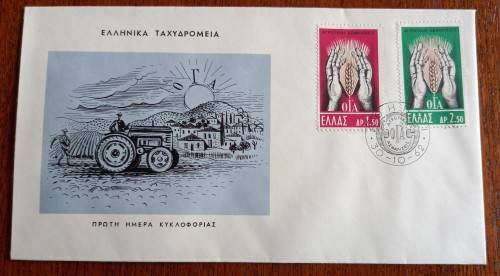 ΕΛΛΗΝΙΚΑ ΤΑΧΥΔΡΟΜΕΙΑ
Ο Γ Α
ΠΡΩΤΗ ΗΜΕΡΑ ΚΥΚΛΟΦΟΡΙΑΣ
ΟΓΑ
ΕΛΛΑΣ ΔΡ. 1.50
ΟΓΑ
ΕΛΛΑΣ ΔΡ. 2.50
ΟΓΑ
30-10-62